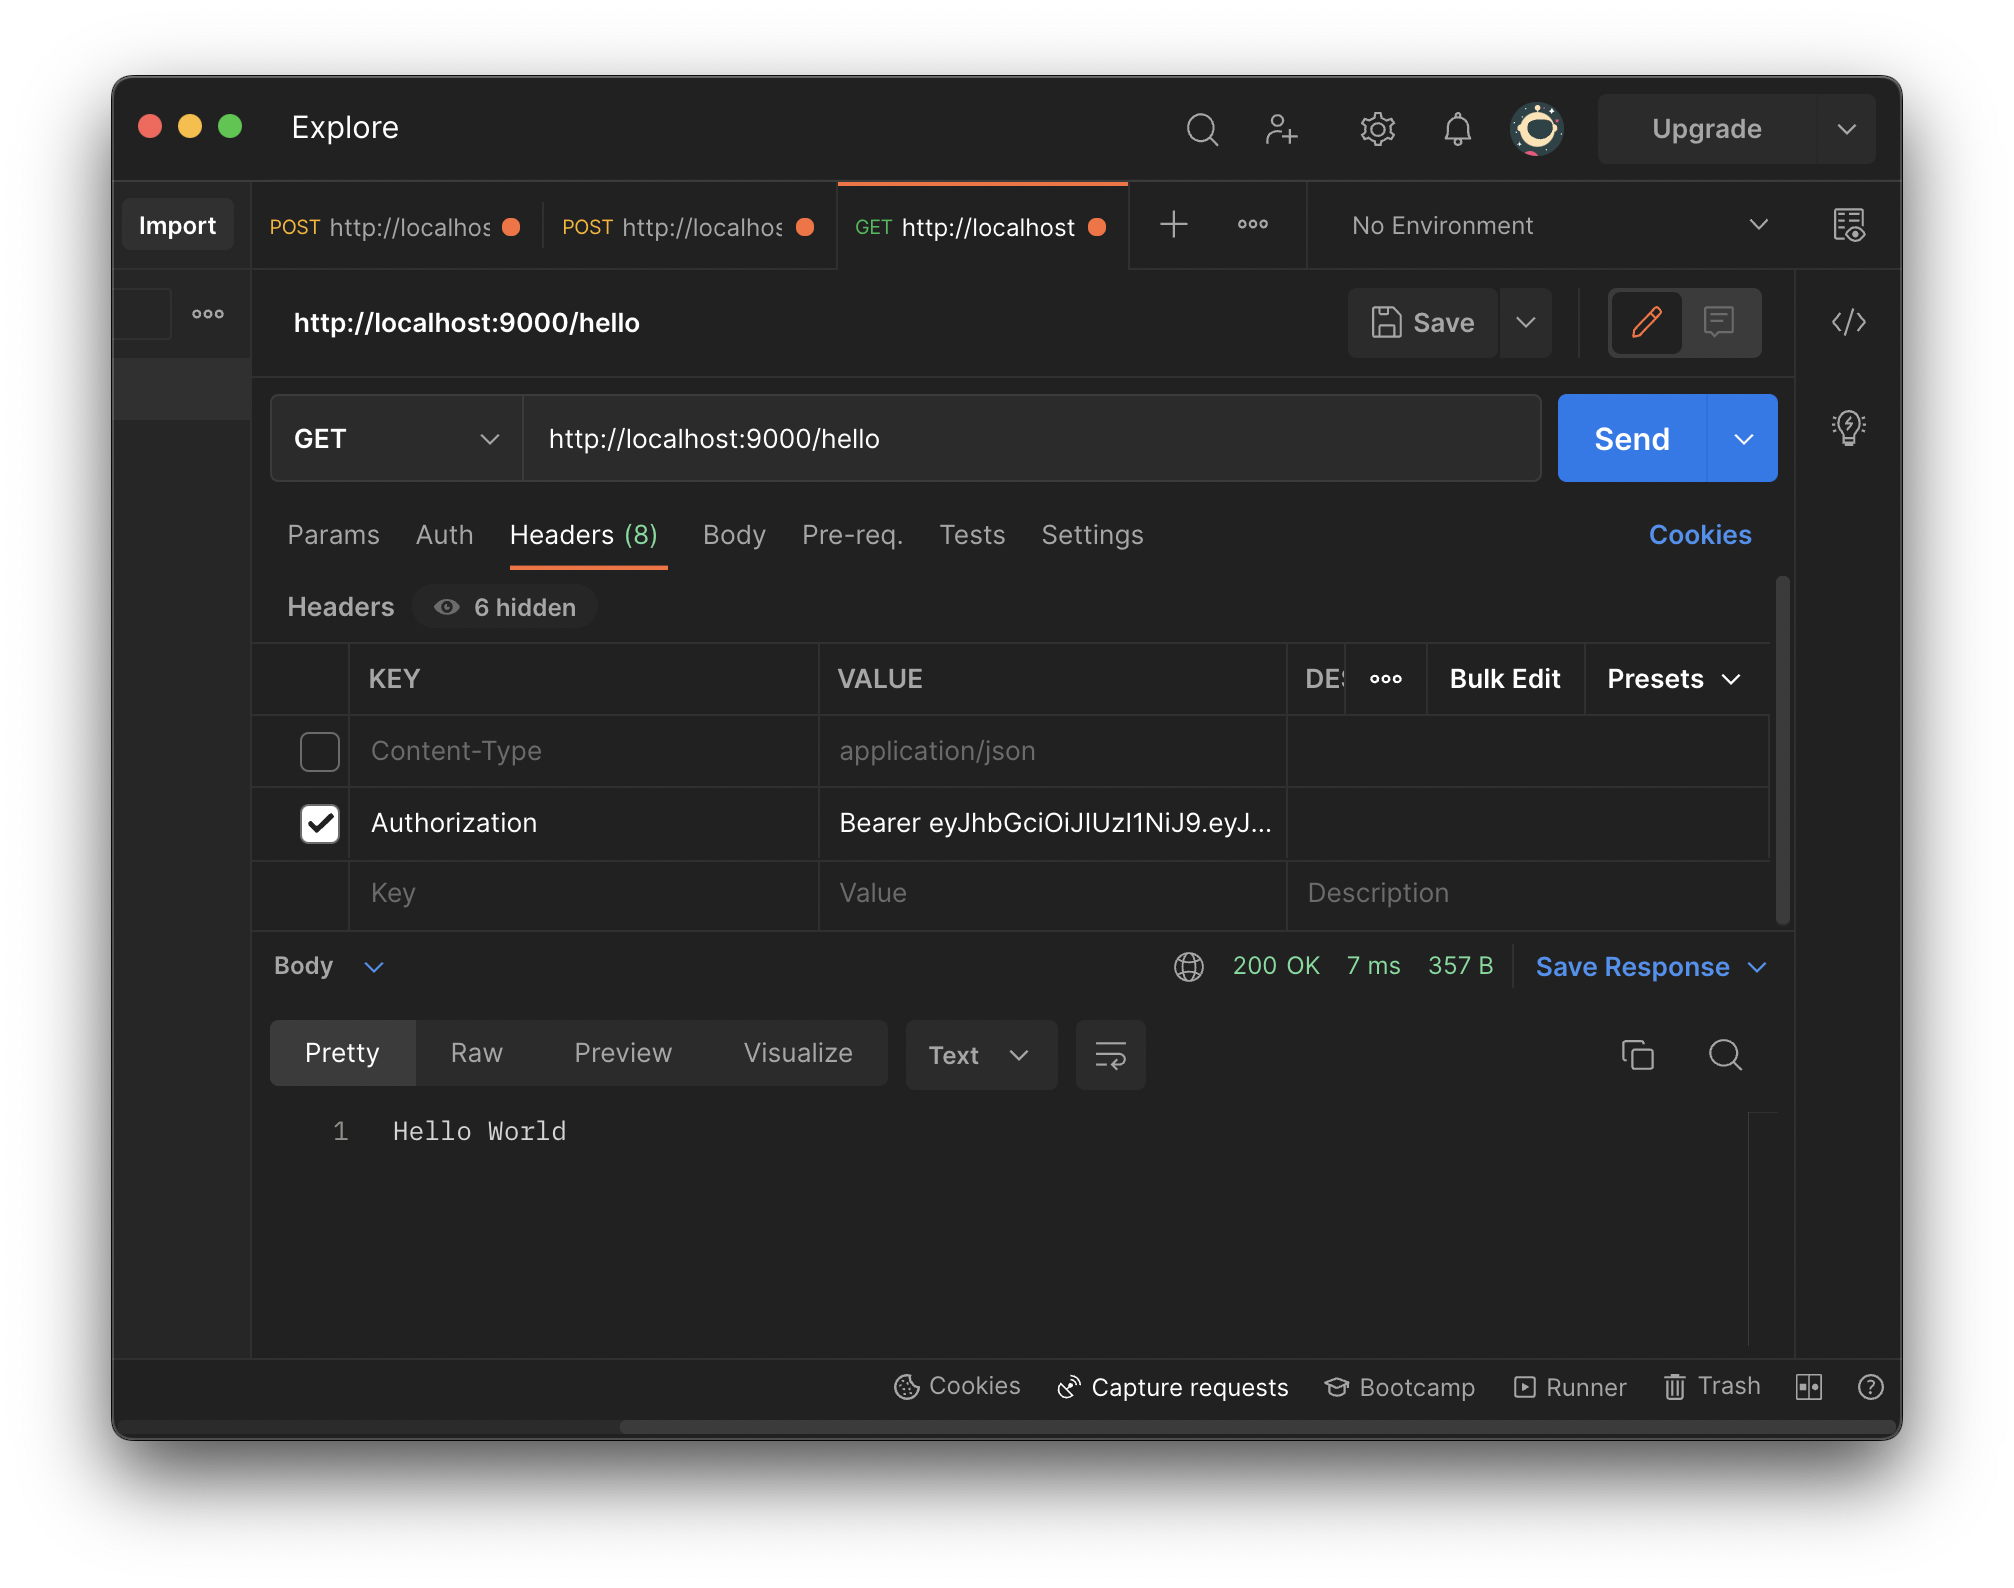 Explore
Upgrade
Import
POST http://localhos
POST http://localhos
GET http://localhost
No Environment
http://localhost:9000/hello
Save
GET
http://localhost:9000/hello
Send
Params Auth Headers (8) Body Pre-req. Tests Settings Cookies
Headers 6 hidden
KEY VALUE DES Bulk Edit Presets
Content-Type application/json
Authorization Bearer eyJhbGciOiJIUzI1NiJ9.eyJ...
Key Value Description
Body 200 OK 7 ms 357 B Save Response
Pretty Raw Preview Visualize Text
1 Hello World
Cookies Capture requests Bootcamp Runner Trash